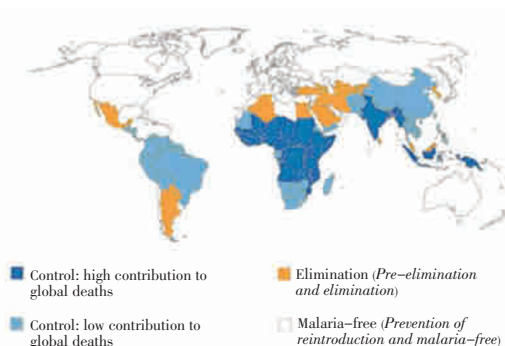 Control: high contribution to
global deaths
Control: low contribution to
global deaths
Elimination (Pre−elimination
and elimination)
Malaria−free (Prevention of
reintroduction and malaria−free)